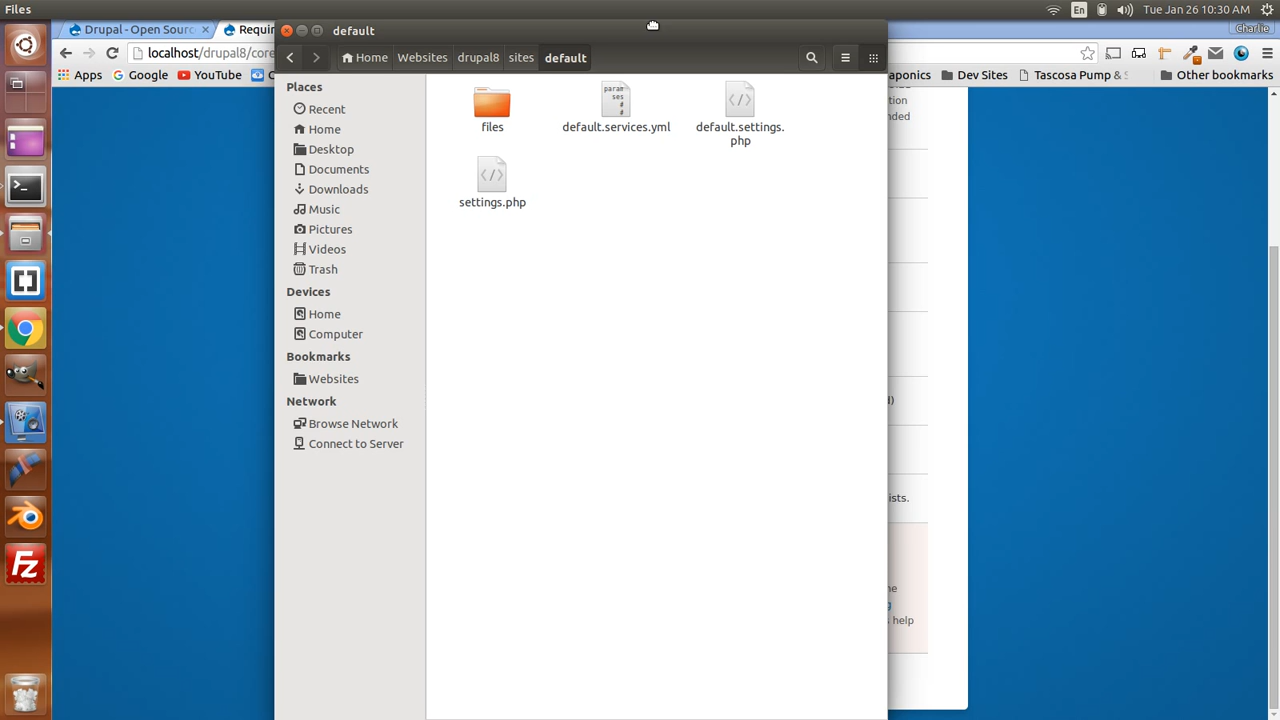 Files
En
Tue Jan 26 10:30 AM
Drupal - Open Sourc
Requir
Charlie
default
localhost/drupal8/core
Home
Websites
drupal8
sites
default
Apps
Google
YouTube
aponics
Dev Sites
Tascosa Pump &
Other bookmarks
Places
Recent
Home
Desktop
Documents
Downloads
Music
Pictures
Videos
Trash
Devices
Home
Computer
Bookmarks
Websites
Network
Browse Network
Connect to Server
files
default.services.yml
default.settings.
php
settings.php
ction
nded
d)
ists.
ne
g
s help